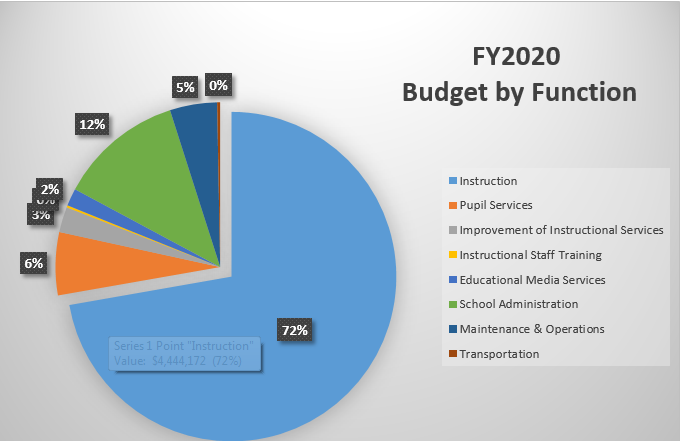 FY2020
Budget by Function
0%
5%
12%
2%
0%
3%
6%
72%
Series 1 Point "Instruction"
Value: $4,444,172 (72%)
Instruction
Pupil Services
Improvement of Instructional Services
Instructional Staff Training
Educational Media Services
School Administration
Maintenance & Operations
Transportation